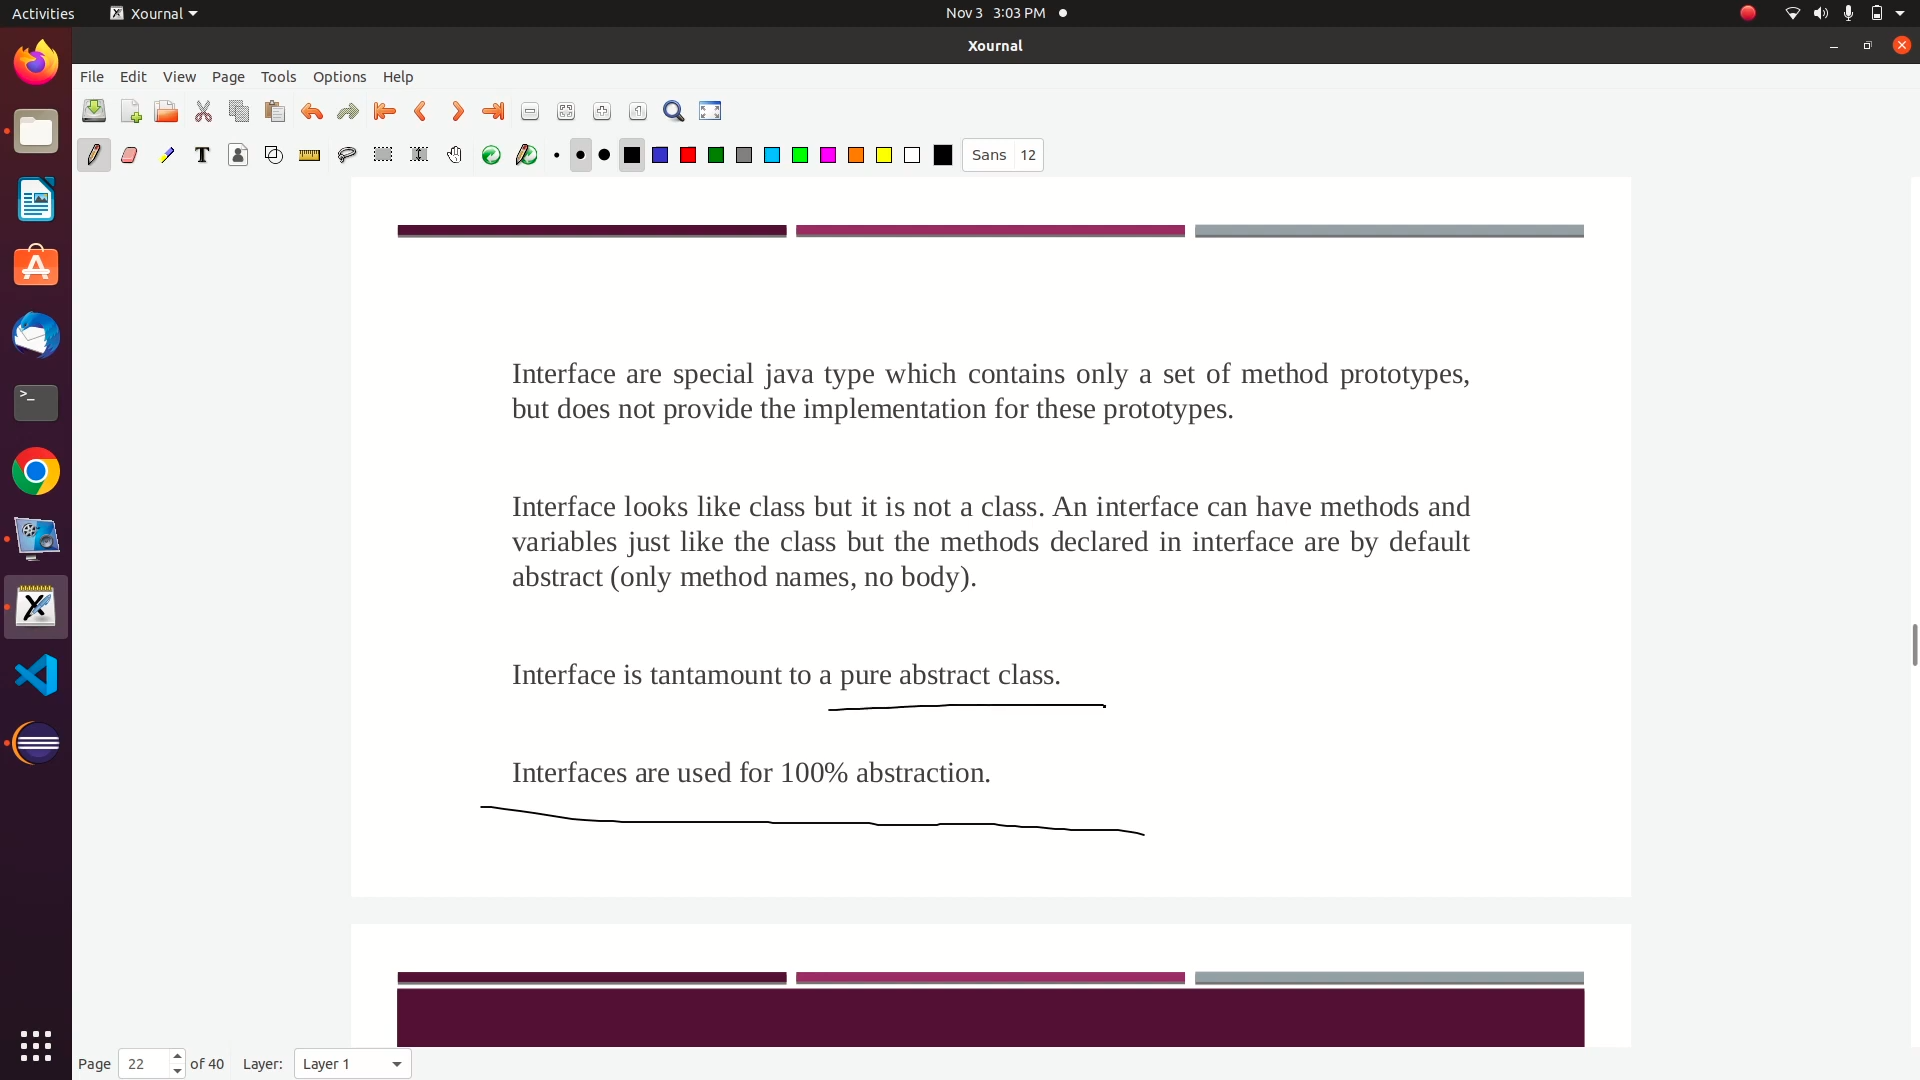 Activities Xournal Nov 3 3:03 PM
Xournal
File Edit View Page Tools Options Help
T Sans 12
Interface are special java type which contains only a set of method prototypes,
but does not provide the implementation for these prototypes.
Interface looks like class but it is not a class. An interface can have methods and
variables just like the class but the methods declared in interface are by default
abstract (only method names, no body).
Interface is tantamount to a pure abstract class.
Interfaces are used for 100% abstraction.
Page 22 of 40 Layer: Layer 1